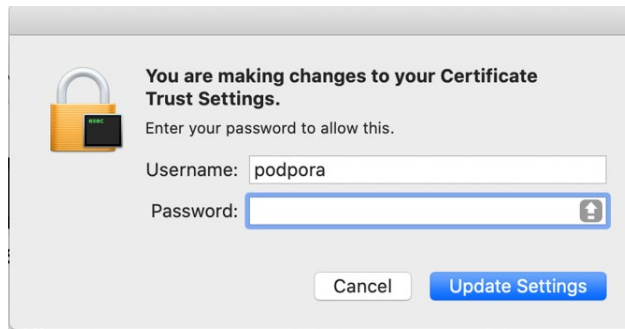 You are making changes to your Certificate
Trust Settings.
Enter your password to allow this.
Username: podpora
Password:
Cancel Update Settings